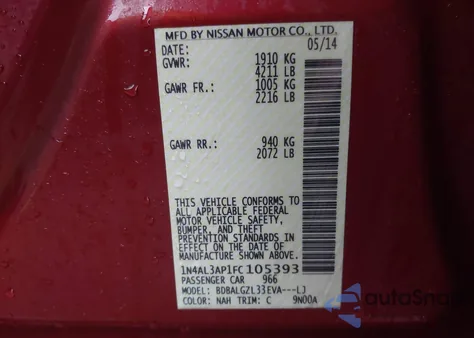 MFD BY NISSAN MOTOR CO., LTD.
DATE: 05/14
GVWR: 1910 KG
4211 LB
GAWR FR.: 1005 KG
2216 LB
GAWR RR.: 940 KG
2072 LB
THIS VEHICLE CONFORMS TO
ALL APPLICABLE FEDERAL
MOTOR VEHICLE SAFETY,
BUMPER, AND THEFT
PREVENTION STANDARDS IN
EFFECT ON THE DATE OF
MANUFACTURE SHOWN ABOVE.
1N4AL3AP1FC105393
PASSENGER CAR 966
MODEL: BDBALGZL33EVA---LJ
COLOR: NAH TRIM: C 9N00A